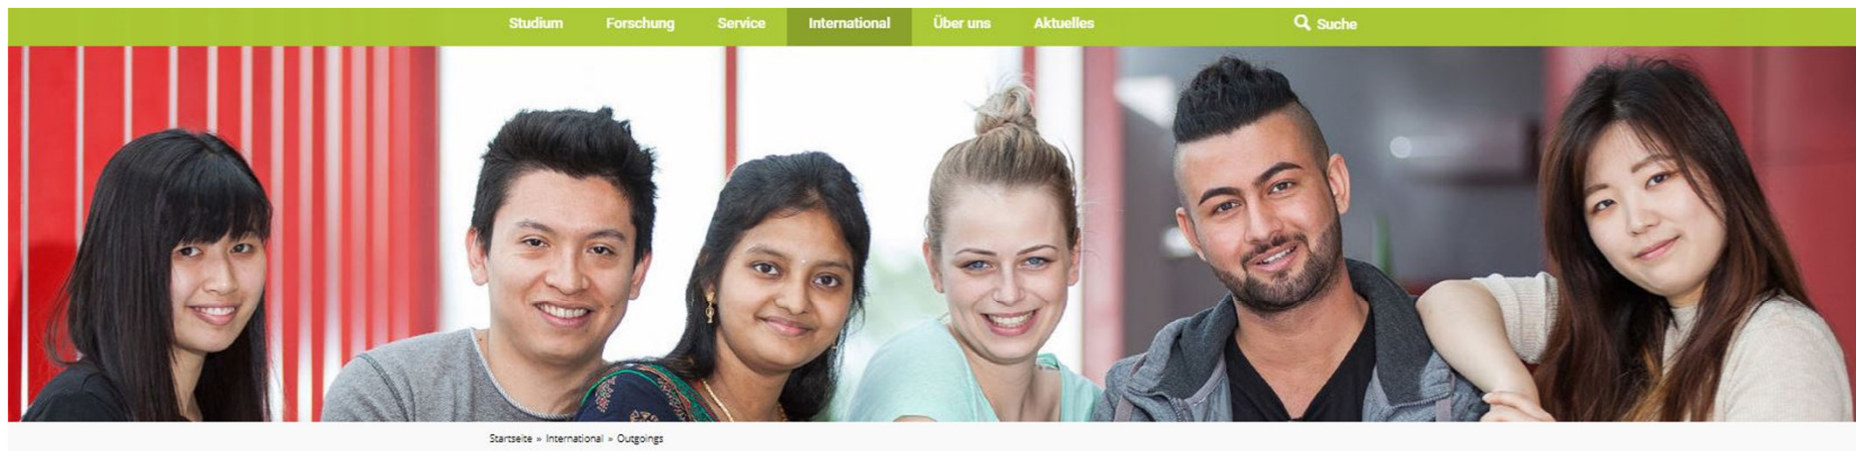 Studium Forschung Service International Über uns Aktuelles Suche
Startseite » International » Outgoings